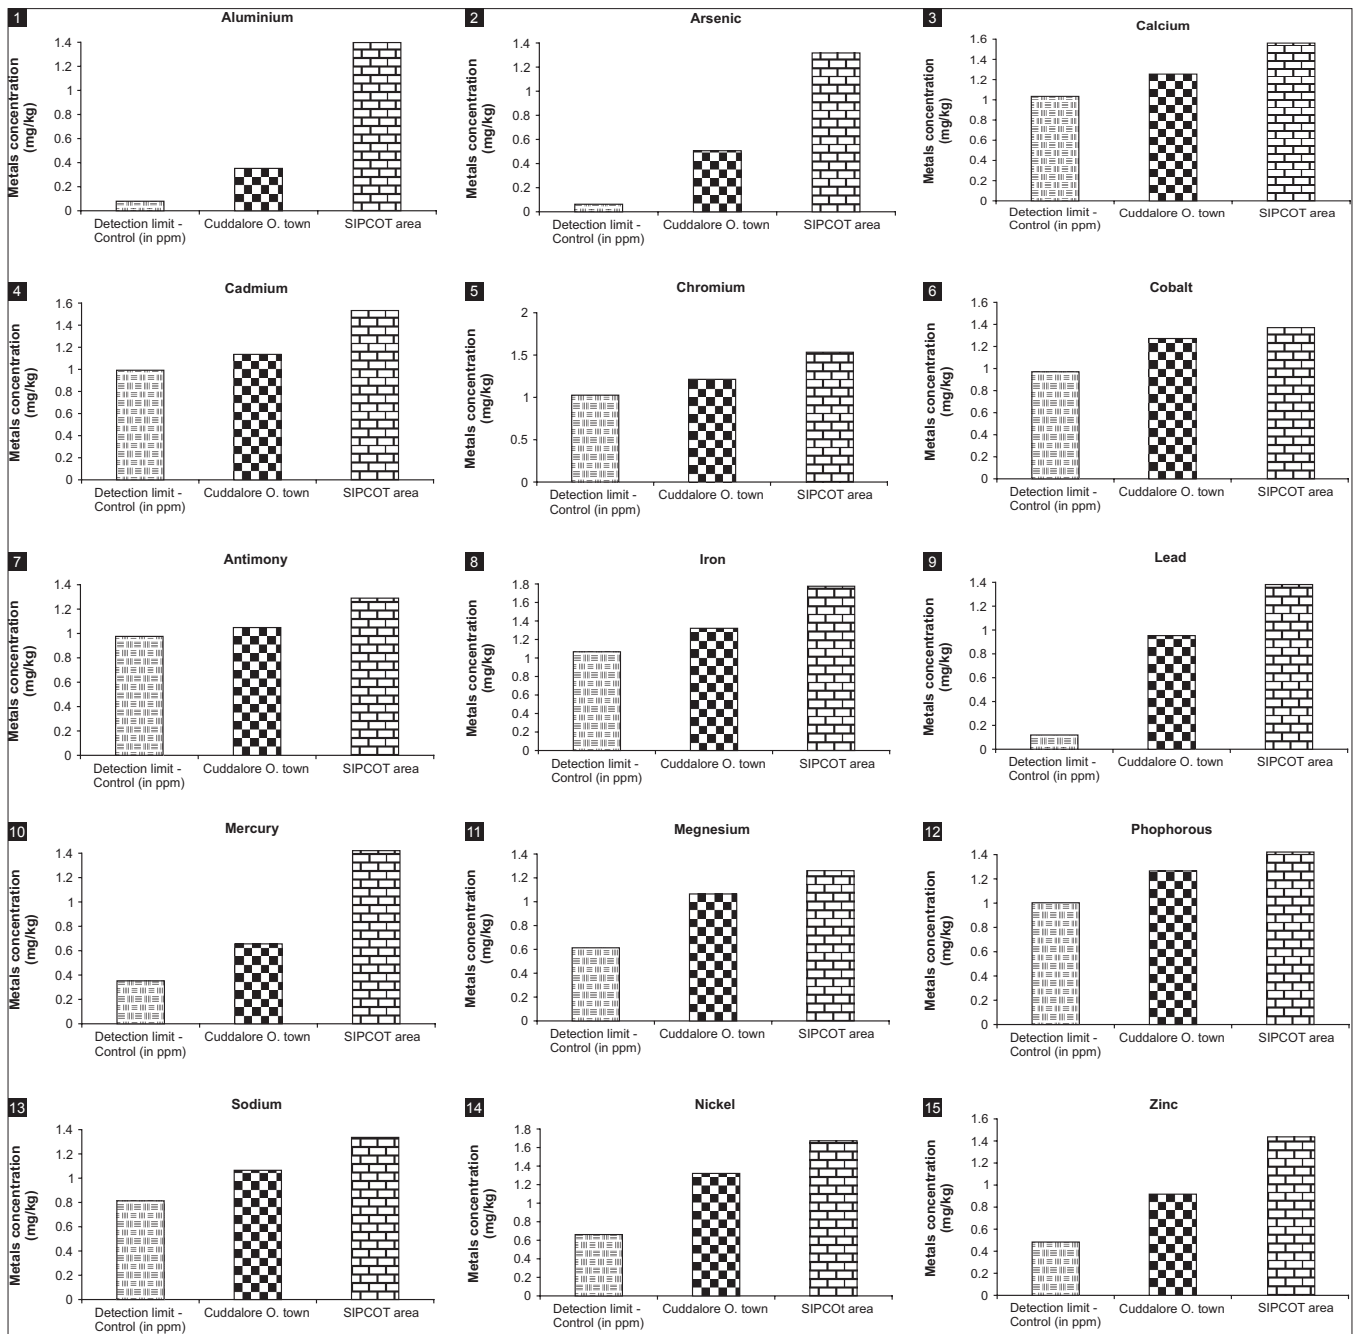 1
Aluminium
Metals concentration
(mg/kg)
1.4
1.2
1
0.8
0.6
0.4
0.2
0
Detection limit -
Control (in ppm)
Cuddalore O. town
SIPCOT area
2
Arsenic
Metals concentration
(mg/kg)
1.4
1.2
1
0.8
0.6
0.4
0.2
0
Detection limit -
Control (in ppm)
Cuddalore O. town
SIPCOT area
3
Calcium
Metals concentration
(mg/kg)
1.6
1.4
1.2
1
0.8
0.6
0.4
0.2
0
Detection limit -
Control (in ppm)
Cuddalore O. town
SIPCOT area
4
Cadmium
Metals concentration
(mg/kg)
1.6
1.4
1.2
1
0.8
0.6
0.4
0.2
0
Detection limit -
Control (in ppm)
Cuddalore O. town
SIPCOT area
5
Chromium
Metals concentration
(mg/kg)
2
1.5
1
0.5
0
Detection limit -
Control (in ppm)
Cuddalore O. town
SIPCOT area
6
Cobalt
Metals concentration
(mg/kg)
1.6
1.4
1.2
1
0.8
0.6
0.4
0.2
0
Detection limit -
Control (in ppm)
Cuddalore O. town
SIPCOT area
7
Antimony
Metals concentration
(mg/kg)
1.4
1.2
1
0.8
0.6
0.4
0.2
0
Detection limit -
Control (in ppm)
Cuddalore O. town
SIPCOT area
8
Iron
Metals concentration
(mg/kg)
1.8
1.6
1.4
1.2
1
0.8
0.6
0.4
0.2
0
Detection limit -
Control (in ppm)
Cuddalore O. town
SIPCOT area
9
Lead
Metals concentration
(mg/kg)
1.4
1.2
1
0.8
0.6
0.4
0.2
0
Detection limit -
Control (in ppm)
Cuddalore O. town
SIPCOT area
10
Mercury
Metals concentration
(mg/kg)
1.4
1.2
1
0.8
0.6
0.4
0.2
0
Detection limit -
Control (in ppm)
Cuddalore O. town
SIPCOT area
11
Megnesium
Metals concentration
(mg/kg)
1.4
1.2
1
0.8
0.6
0.4
0.2
0
Detection limit -
Control (in ppm)
Cuddalore O. town
SIPCOT area
12
Phophorous
Metals concentration
(mg/kg)
1.4
1.2
1
0.8
0.6
0.4
0.2
0
Detection limit -
Control (in ppm)
Cuddalore O. town
SIPCOT area
13
Sodium
Metals concentration
(mg/kg)
1.4
1.2
1
0.8
0.6
0.4
0.2
0
Detection limit -
Control (in ppm)
Cuddalore O. town
SIPCOT area
14
Nickel
Metals concentration
(mg/kg)
1.8
1.6
1.4
1.2
1
0.8
0.6
0.4
0.2
0
Detection limit -
Control (in ppm)
Cuddalore O. town
SIPCOt area
15
Zinc
Metals concentration
(mg/kg)
1.6
1.4
1.2
1
0.8
0.6
0.4
0.2
0
Detection limit -
Control (in ppm)
Cuddalore O. town
SIPCOT area